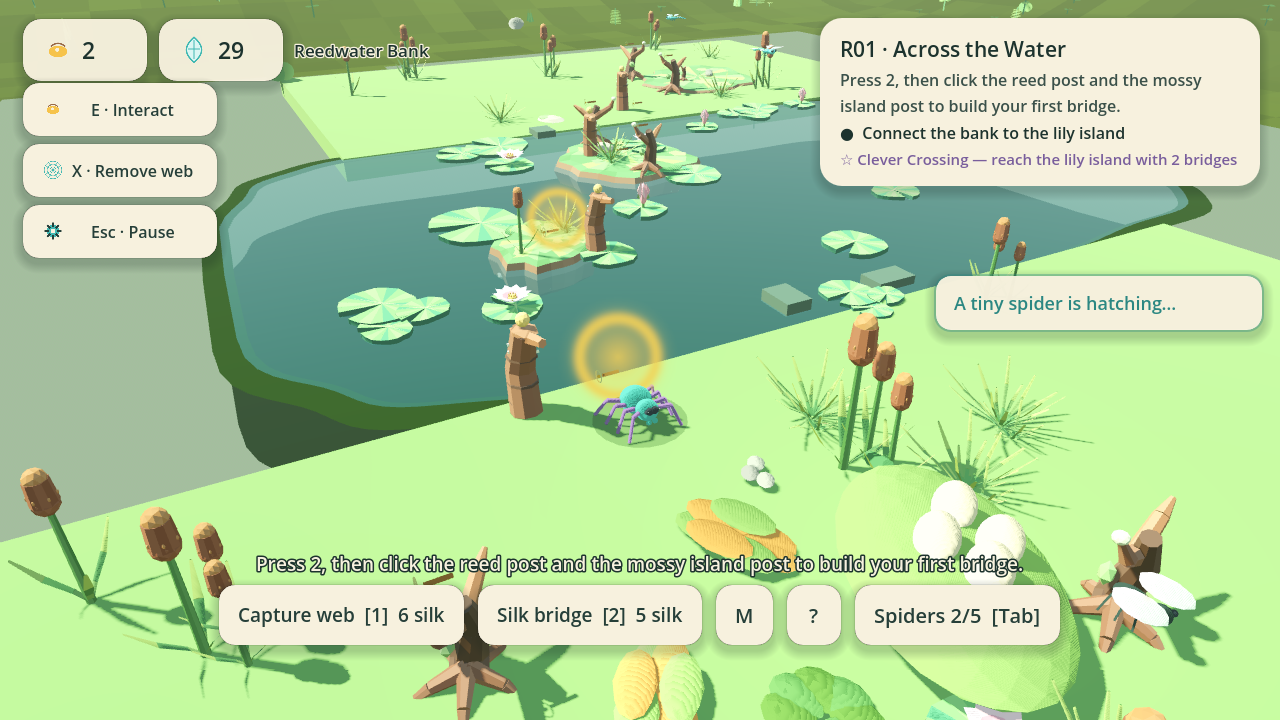 2
29
Reedwater Bank
E · Interact
X · Remove web
Esc · Pause
R01 · Across the Water
Press 2, then click the reed post and the mossy
island post to build your first bridge.
● Connect the bank to the lily island
☆ Clever Crossing — reach the lily island with 2 bridges
A tiny spider is hatching...
Press 2, then click the reed post and the mossy island post to build your first bridge.
Capture web [1] 6 silk
Silk bridge [2] 5 silk
M
?
Spiders 2/5 [Tab]